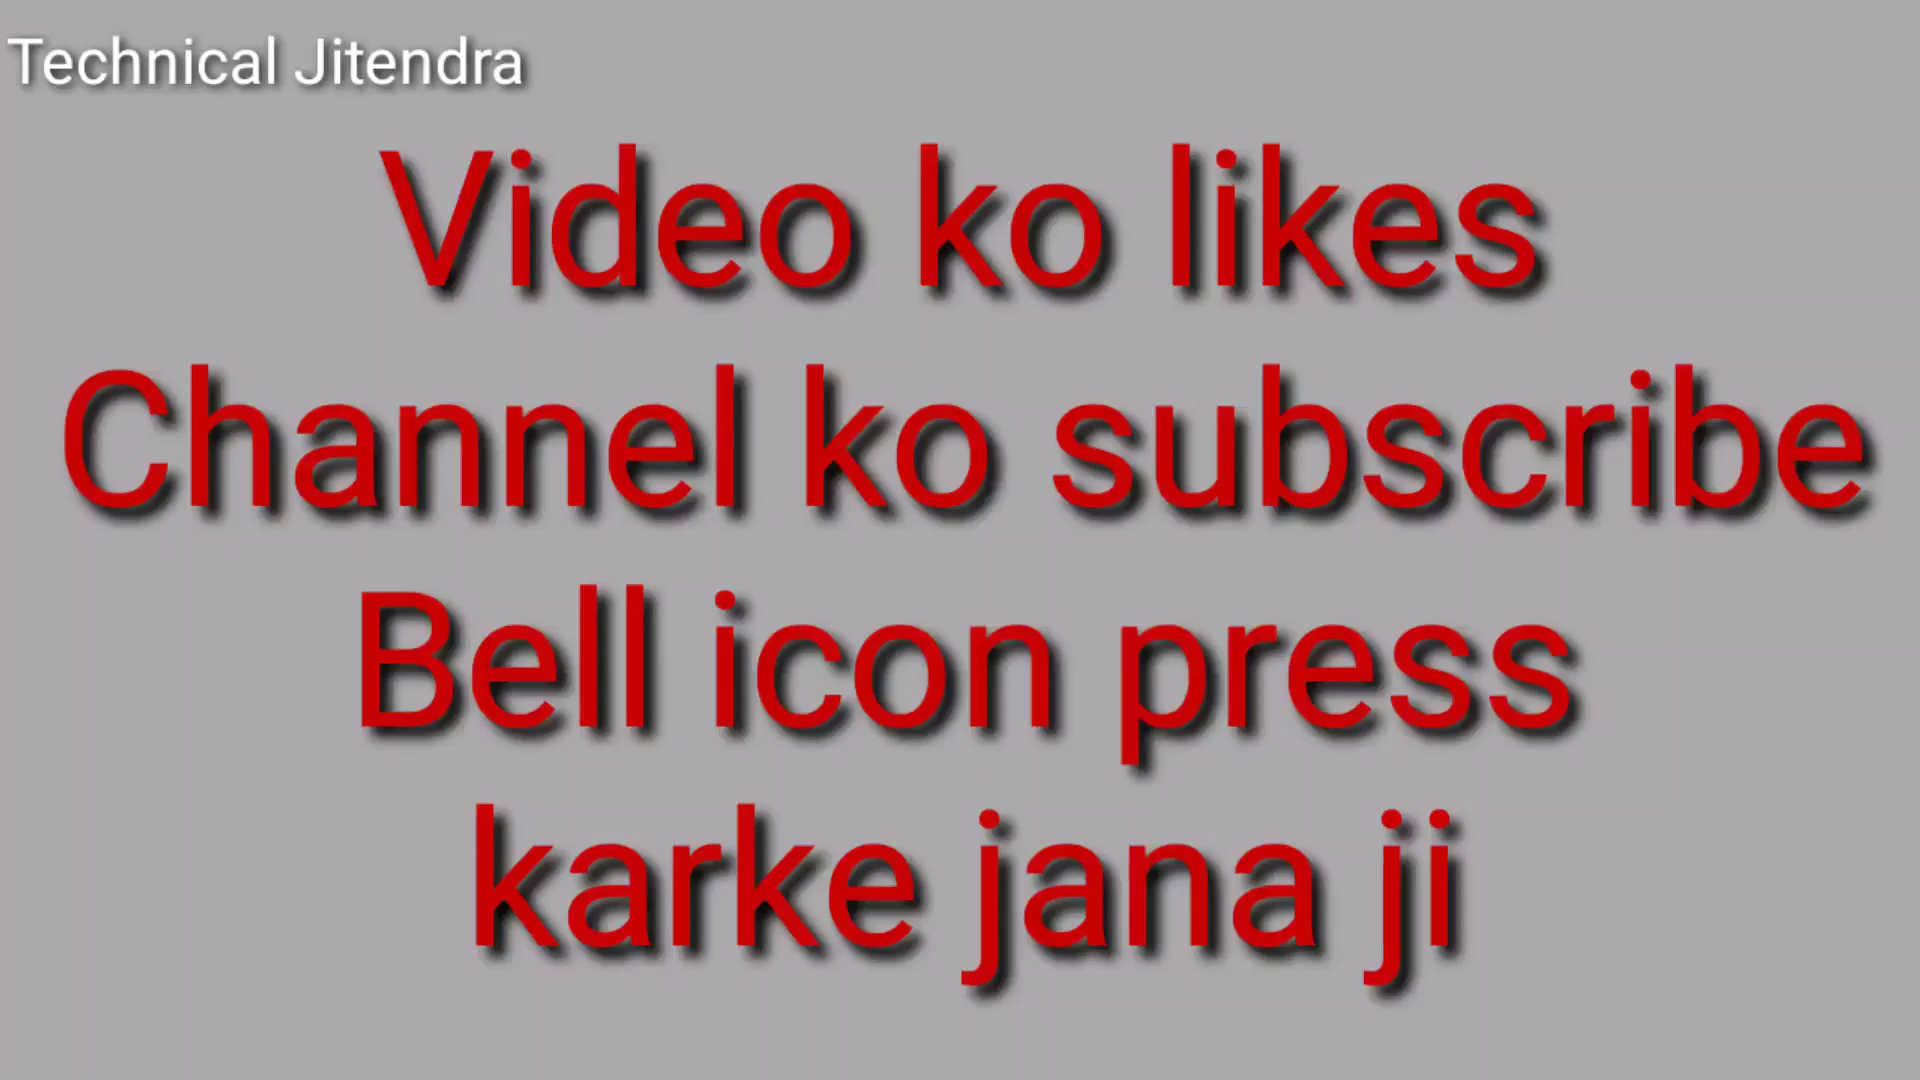 Technical Jitendra
Video ko likes
Channel ko subscribe
Bell icon press
karke jana ji